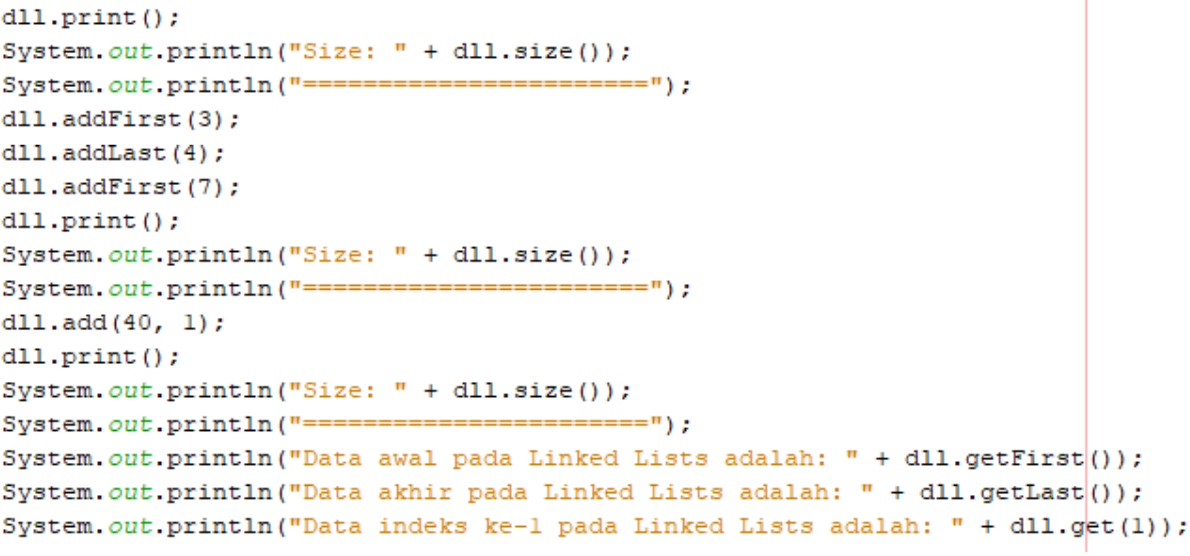 dll.print();
System.out.println("Size: " + dll.size());
System.out.println("=======================");
dll.addFirst(3);
dll.addLast(4);
dll.addFirst(7);
dll.print();
System.out.println("Size: " + dll.size());
System.out.println("=======================");
dll.add(40, 1);
dll.print();
System.out.println("Size: " + dll.size());
System.out.println("=======================");
System.out.println("Data awal pada Linked Lists adalah: " + dll.getFirst());
System.out.println("Data akhir pada Linked Lists adalah: " + dll.getLast());
System.out.println("Data indeks ke-1 pada Linked Lists adalah: " + dll.get(1));